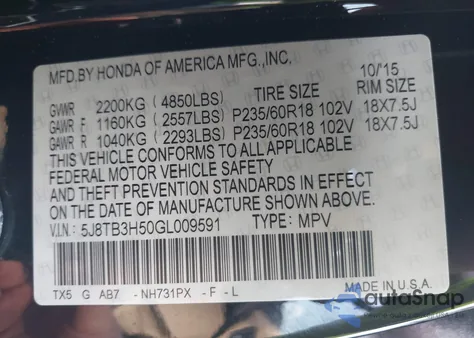 MFD.BY HONDA OF AMERICA MFG.,INC. 10/'15
GVWR 2200KG (4850LBS) TIRE SIZE RIM SIZE
GAWR F 1160KG (2557LBS) P235/60R18 102V 18X7.5J
GAWR R 1040KG (2293LBS) P235/60R18 102V 18X7.5J
THIS VEHICLE CONFORMS TO ALL APPLICABLE
FEDERAL MOTOR VEHICLE SAFETY
AND THEFT PREVENTION STANDARDS IN EFFECT
ON THE DATE OF MANUFACTURE SHOWN ABOVE.
V.I.N.: 5J8TB3H50GL009591 TYPE: MPV
TX5 G AB7 - NH731PX - F - L MADE IN U.S.A.
autoSnap